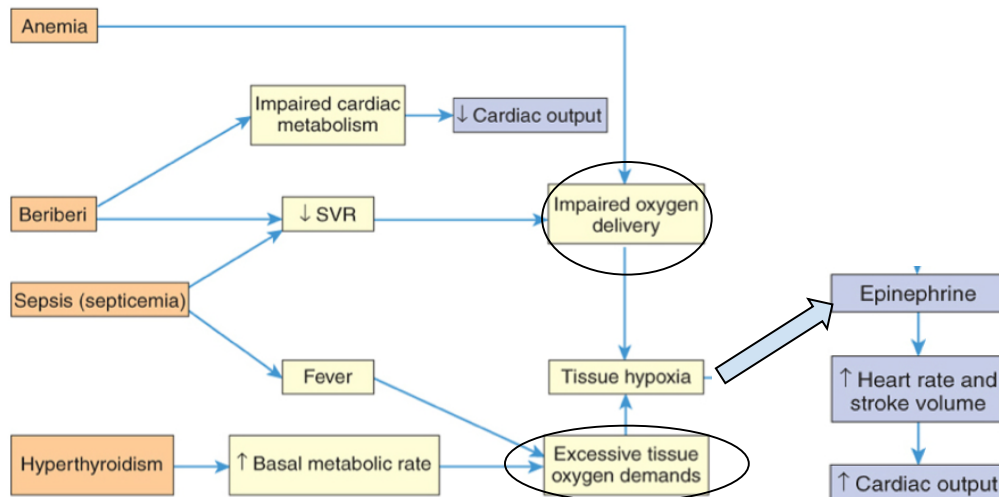 Anemia
Impaired cardiac
metabolism
↓ Cardiac output
Beriberi
↓ SVR
Impaired oxygen
delivery
Sepsis (septicemia)
Epinephrine
Fever
Tissue hypoxia
↑ Heart rate and
stroke volume
Hyperthyroidism
↑ Basal metabolic rate
Excessive tissue
oxygen demands
↑ Cardiac output